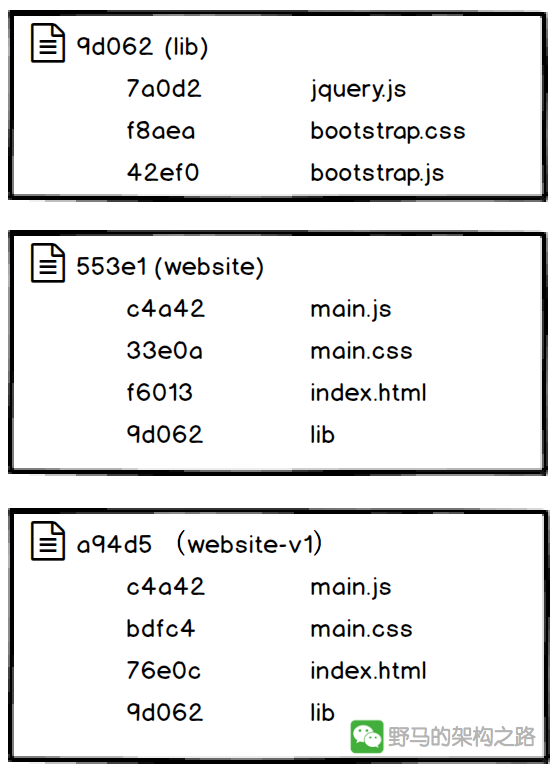 9d062 (lib)
7a0d2 jquery.js
f8aea bootstrap.css
42ef0 bootstrap.js
553e1 (website)
c4a42 main.js
33e0a main.css
f6013 index.html
9d062 lib
a94d5 （website-v1）
c4a42 main.js
bdfc4 main.css
76e0c index.html
9d062 lib
野马的架构之路